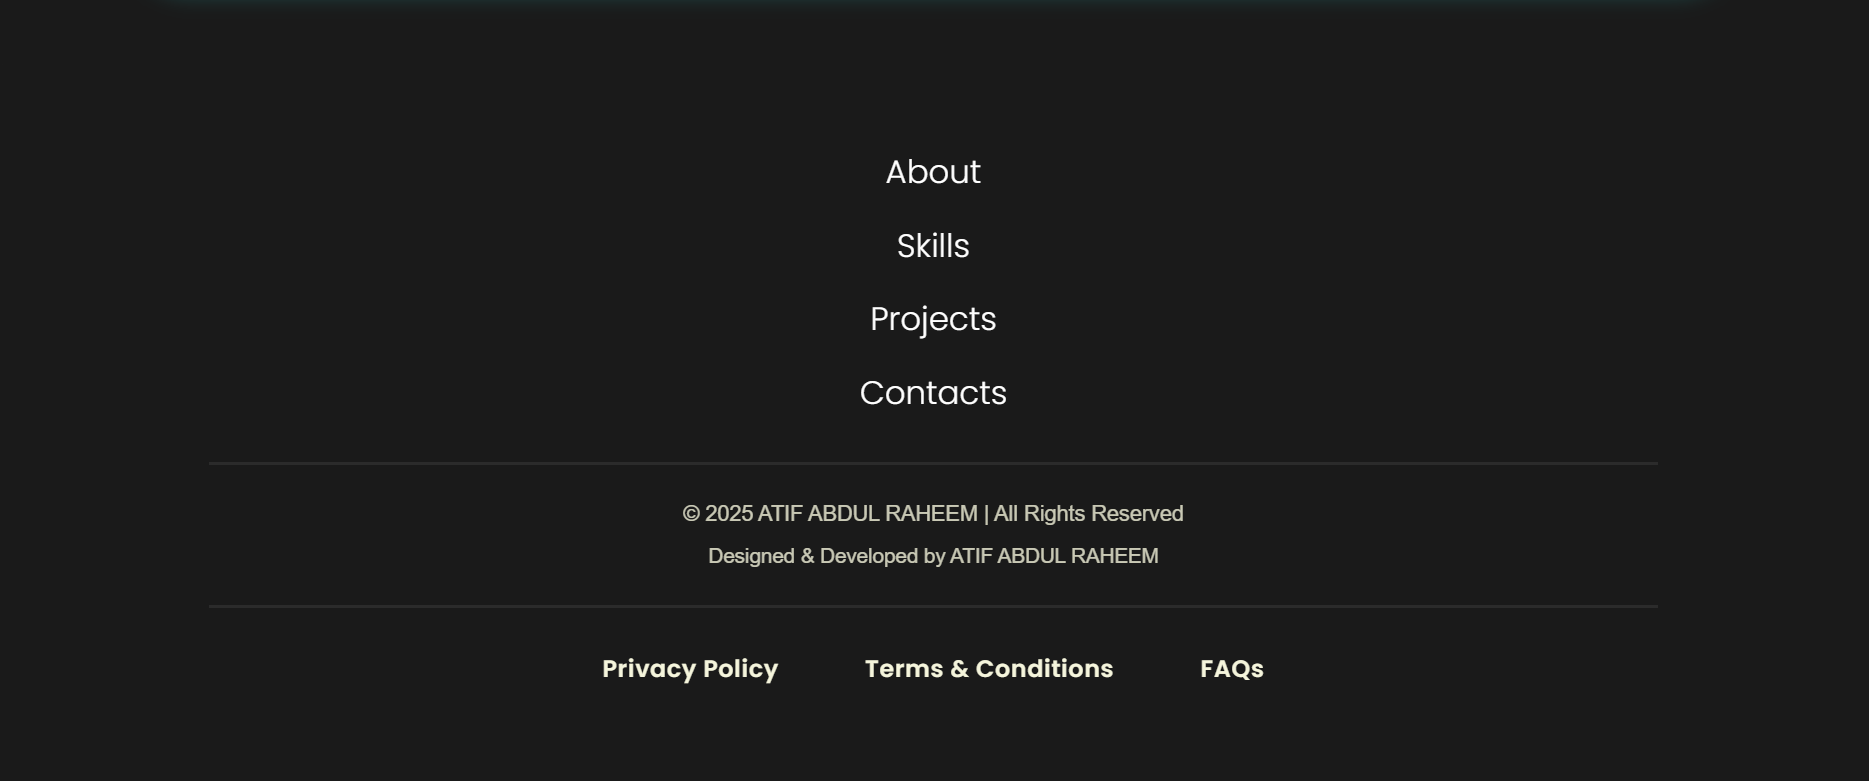 About
Skills
Projects
Contacts
© 2025 ATIF ABDUL RAHEEM | All Rights Reserved
Designed & Developed by ATIF ABDUL RAHEEM
Privacy Policy Terms & Conditions FAQs